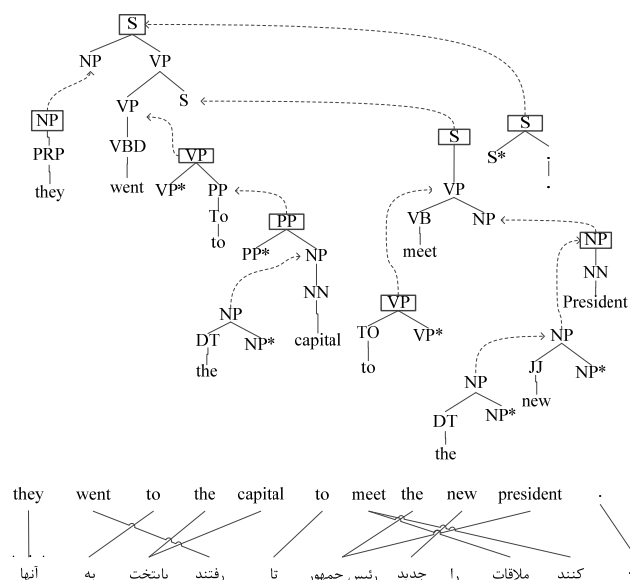 S
NP VP
NP VP S S
PRP VBD VP S S* .
they went VP* PP VP
To VB NP
to PP meet NP
PP* NP NN
NN VP President
NP TO VP* NP
DT NP* capital to JJ NP*
the NP new
DT NP*
the
they went to the capital to meet the new president .
آنها به پایتخت رفتند تا رئیس جمهور جدید را ملاقات کنند .